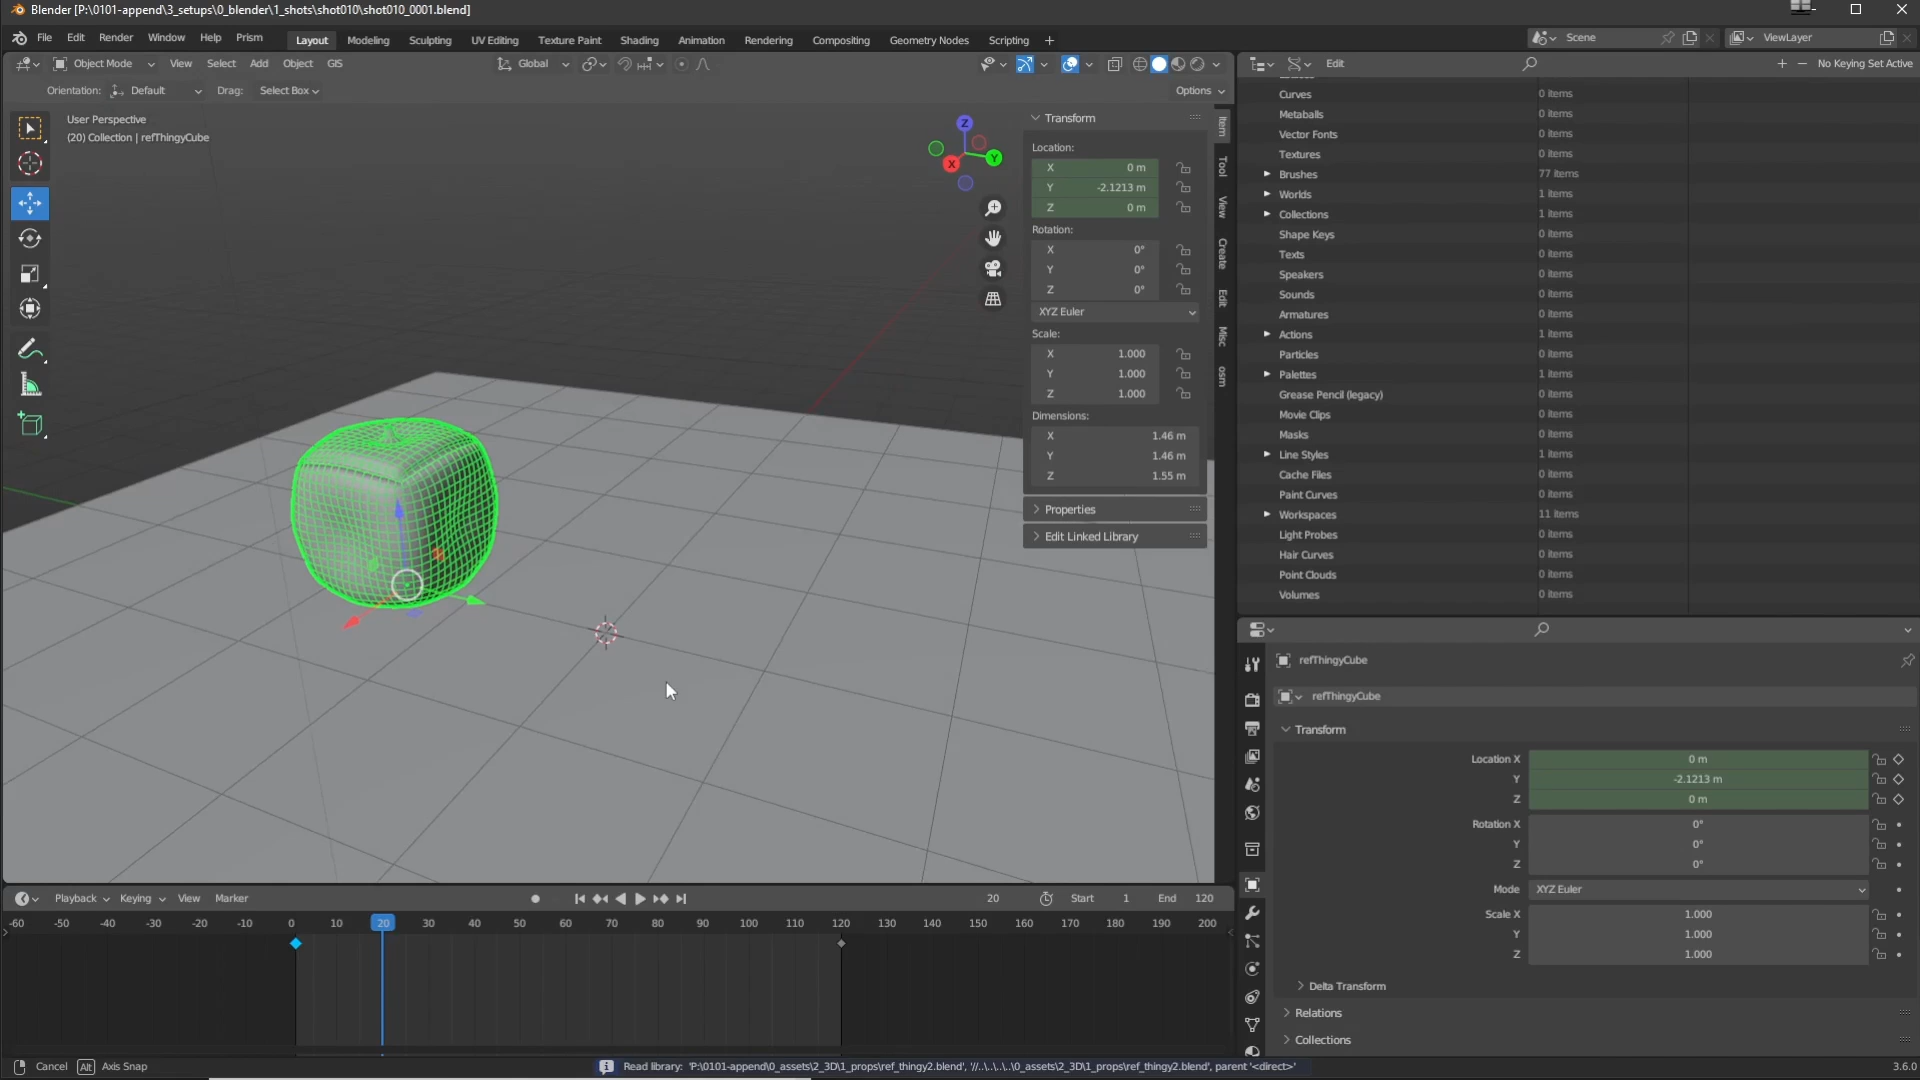 Blender [P:\0101-append\3_setups\0_blender\1_shots\shot010\shot010_0001.blend]
File Edit Render Window Help Prism Layout Modeling Sculpting UV Editing Texture Paint Shading Animation Rendering Compositing Geometry Nodes Scripting + Scene ViewLayer
Object Mode View Select Add Object GIS Global Edit No Keying Set Active
Orientation: Default Drag: Select Box Options
User Perspective
(20) Collection | refThingyCube
Z
Y
X
Transform
Location:
X 0 m
Y -2.1213 m
Z 0 m
Rotation:
X 0°
Y 0°
Z 0°
XYZ Euler
Scale:
X 1.000
Y 1.000
Z 1.000
Dimensions:
X 1.46 m
Y 1.46 m
Z 1.55 m
Properties
Edit Linked Library
Item
Tool
View
Create
Edit
Misc
osm
Curves 0 items
Metaballs 0 items
Vector Fonts 0 items
Textures 0 items
Brushes 77 items
Worlds 1 items
Collections 1 items
Shape Keys 0 items
Texts 0 items
Speakers 0 items
Sounds 0 items
Armatures 0 items
Actions 1 items
Particles 0 items
Palettes 1 items
Grease Pencil (legacy) 0 items
Movie Clips 0 items
Masks 0 items
Line Styles 1 items
Cache Files 0 items
Paint Curves 0 items
Workspaces 11 items
Light Probes 0 items
Hair Curves 0 items
Point Clouds 0 items
Volumes 0 items
refThingyCube
refThingyCube
Transform
Location X 0 m
Y -2.1213 m
Z 0 m
Rotation X 0°
Y 0°
Z 0°
Mode XYZ Euler
Scale X 1.000
Y 1.000
Z 1.000
Delta Transform
Relations
Collections
Playback Keying View Marker 20 Start 1 End 120
-60 -50 -40 -30 -20 -10 0 10 20 30 40 50 60 70 80 90 100 110 120 130 140 150 160 170 180 190 200
Cancel Alt Axis Snap Read library: 'P:\0101-append\0_assets\2_3D\1_props\ref_thingy2.blend', '//..\..\..\..\0_assets\2_3D\1_props\ref_thingy2.blend', parent '<direct>' 3.6.0